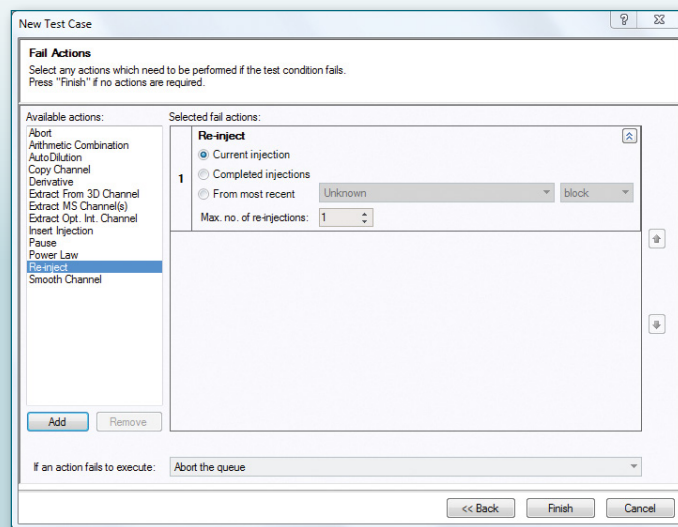 New Test Case
?
Fail Actions
Select any actions which need to be performed if the test condition fails.
Press "Finish" if no actions are required.
Available actions:
Abort
Arithmetic Combination
AutoDilution
Copy Channel
Derivative
Extract From 3D Channel
Extract MS Channel(s)
Extract Opt. Int. Channel
Insert Injection
Pause
Power Law
Re-inject
Smooth Channel
Add
Remove
Selected fail actions:
1
Re-inject
Current injection
Completed injections
From most recent
Unknown
block
Max. no. of re-injections:
1
If an action fails to execute:
Abort the queue
<< Back
Finish
Cancel